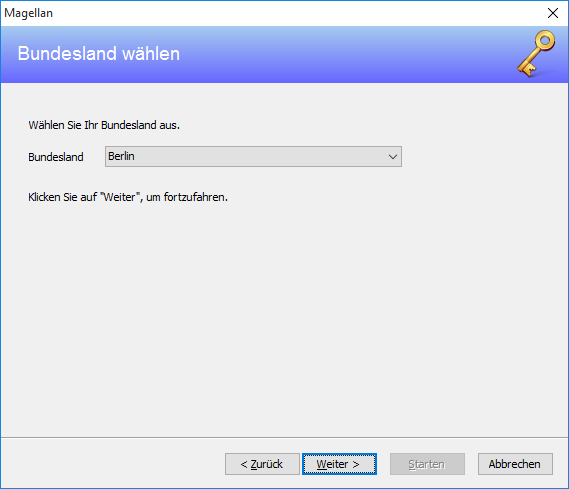 Magellan
Bundesland wählen
Wählen Sie Ihr Bundesland aus.
Bundesland Berlin
Klicken Sie auf "Weiter", um fortzufahren.
< Zurück Weiter > Starten Abbrechen